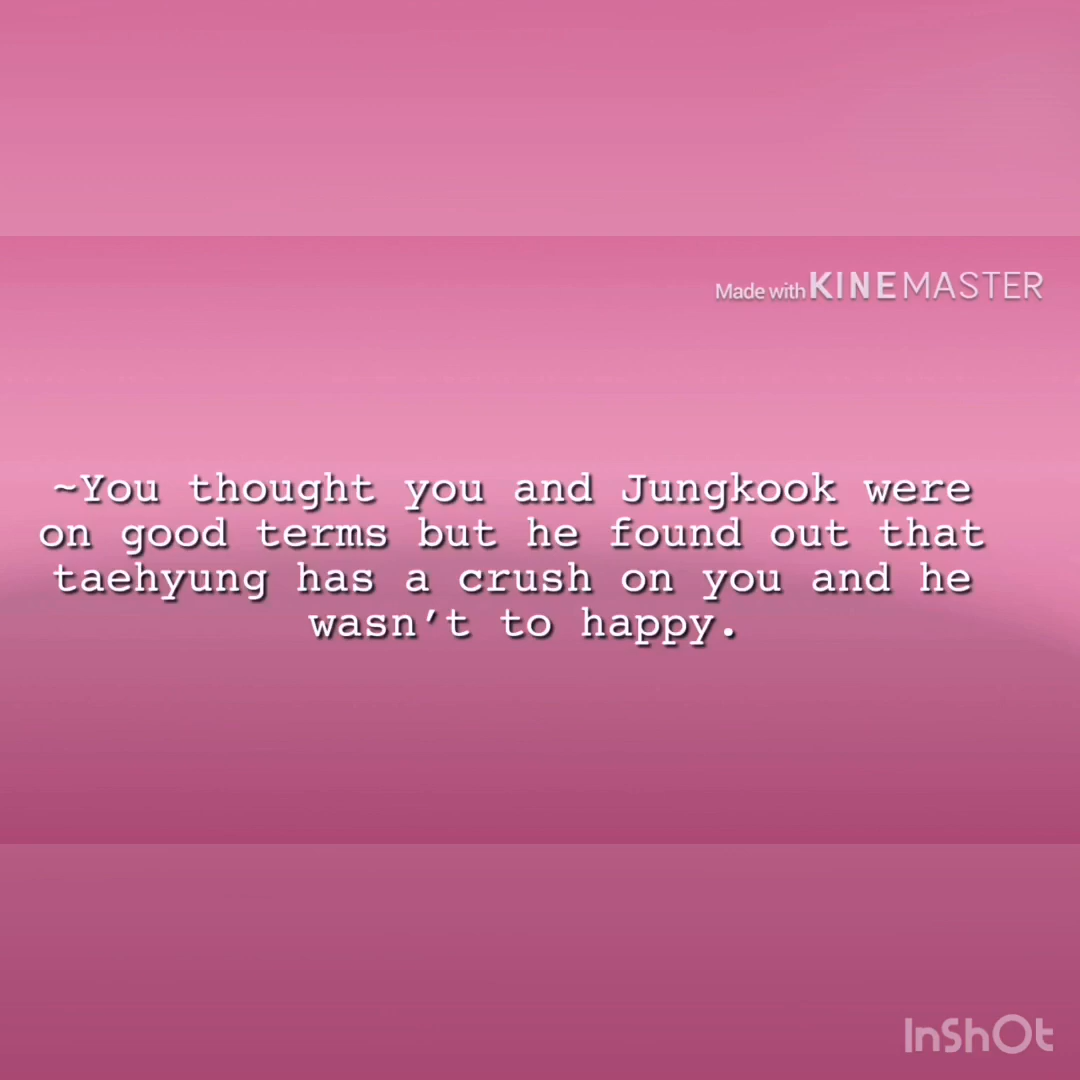 Made with KINEMASTER
~You thought you and Jungkook were
on good terms but he found out that
taehyung has a crush on you and he
wasn’t to happy.
InShOt